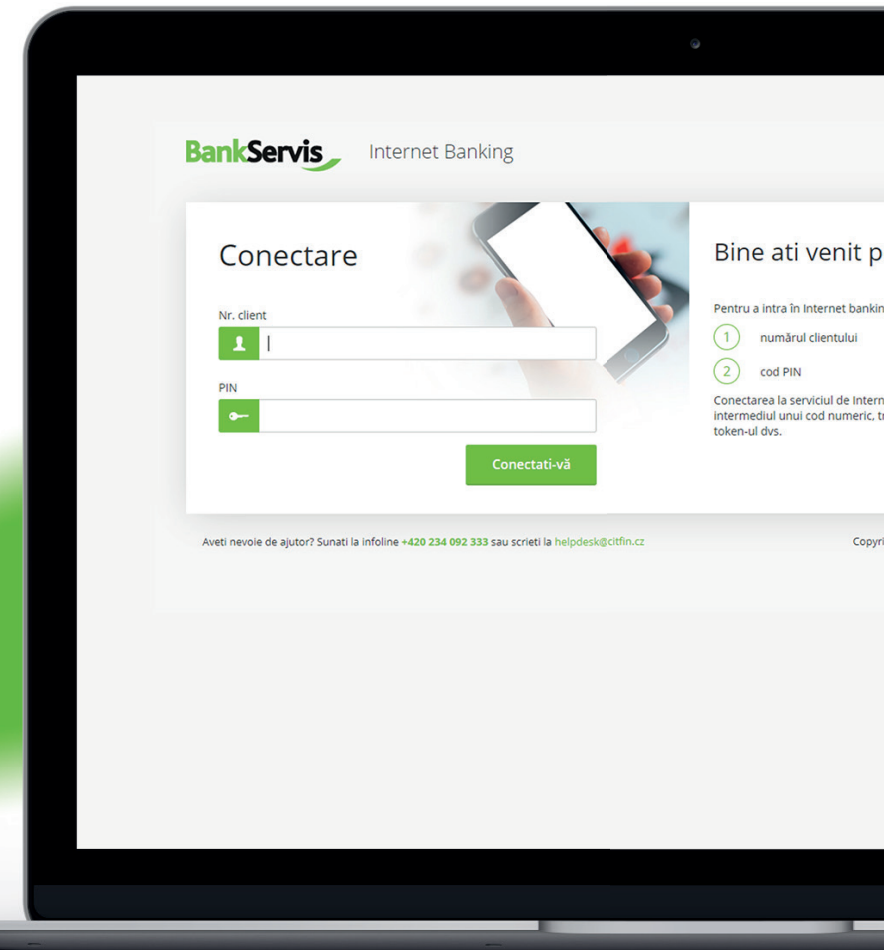 BankServis Internet Banking
Conectare
Nr. client
PIN
Conectati-vă
Bine ati venit p
Pentru a intra în Internet bankin
1 numărul clientului
2 cod PIN
Conectarea la serviciul de Intern
intermediul unui cod numeric, tr
token-ul dvs.
Aveti nevoie de ajutor? Sunati la infoline +420 234 092 333 sau scrieti la helpdesk@citfin.cz
Copyri